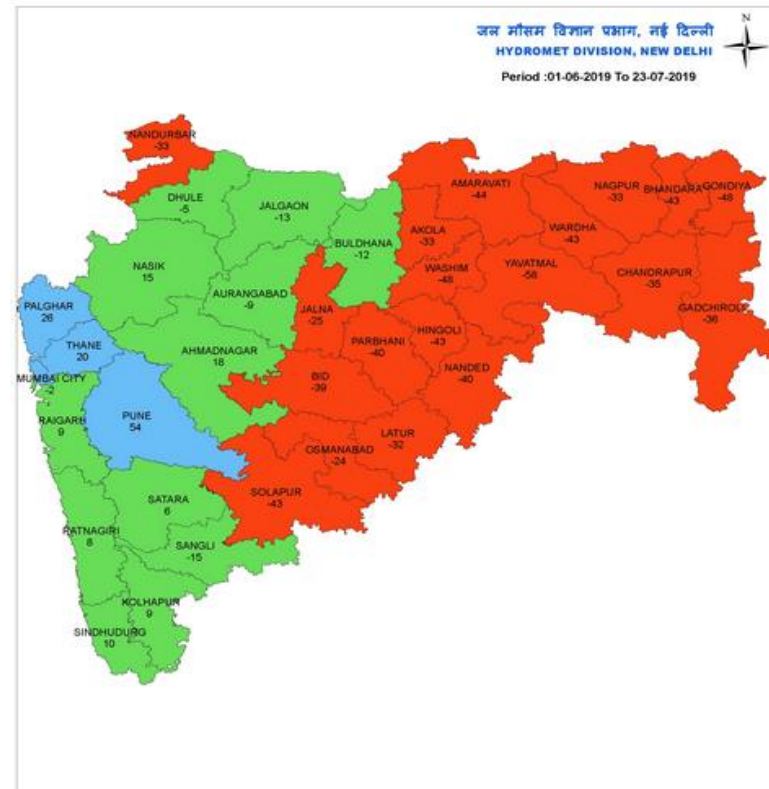 जल मौसम विज्ञान प्रभाग, नई दिल्ली
HYDROMET DIVISION, NEW DELHI
N
Period :01-06-2019 To 23-07-2019
NANDURBAR
-33
DHULE
-5
JALGAON
-13
BULDHANA
-12
AMARAVATI
-44
NAGPUR
-33
BHANDARA
-43
GONDIYA
-48
AKOLA
-33
WARDHA
-43
WASHIM
-48
YAVATMAL
-58
CHANDRAPUR
-35
GADCHIROLI
-36
NASIK
15
AURANGABAD
-9
JALNA
-25
PARBHANI
-40
HINGOLI
-43
NANDED
-40
PALGHAR
26
THANE
20
AHMADNAGAR
18
BID
-39
MUMBAI CITY
-2
RAIGARH
9
PUNE
54
LATUR
-32
OSMANABAD
-24
SOLAPUR
-43
SATARA
6
RATNAGIRI
8
SANGLI
-15
KOLHAPUR
9
SINDHUDURG
10